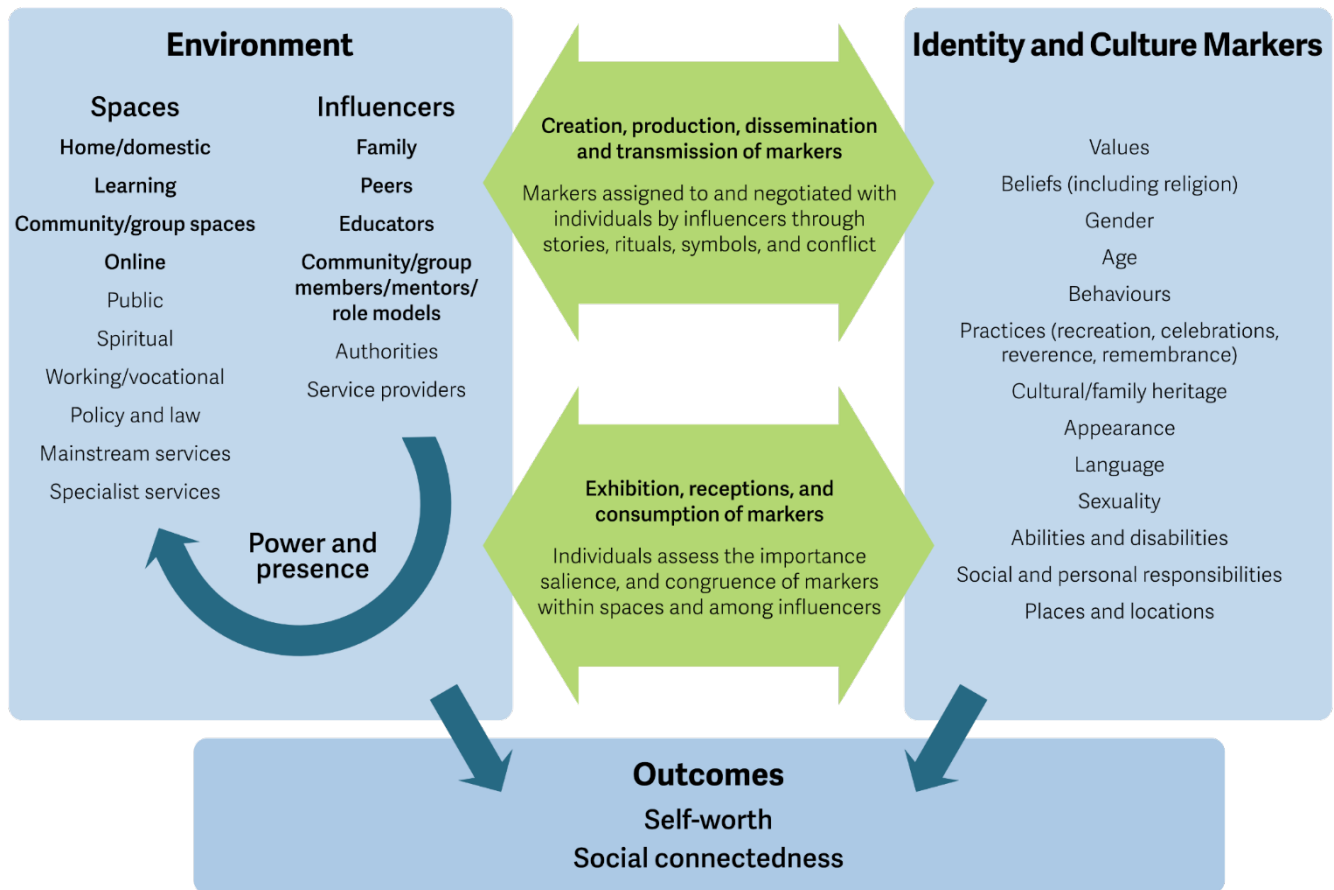 Environment
Spaces
Home/domestic
Learning
Community/group spaces
Online
Public
Spiritual
Working/vocational
Policy and law
Mainstream services
Specialist services
Influencers
Family
Peers
Educators
Community/group
members/mentors/
role models
Authorities
Service providers
Power and
presence
Creation, production, dissemination
and transmission of markers
Markers assigned to and negotiated with
individuals by influencers through
stories, rituals, symbols, and conflict
Exhibition, receptions, and
consumption of markers
Individuals assess the importance
salience, and congruence of markers
within spaces and among influencers
Identity and Culture Markers
Values
Beliefs (including religion)
Gender
Age
Behaviours
Practices (recreation, celebrations,
reverence, remembrance)
Cultural/family heritage
Appearance
Language
Sexuality
Abilities and disabilities
Social and personal responsibilities
Places and locations
Outcomes
Self-worth
Social connectedness